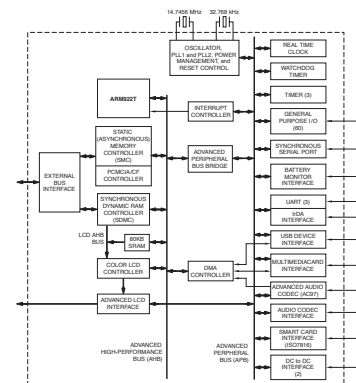 14.7456 MHz
32.768 kHz
OSCILLATOR,
PLL1 and PLL2, POWER
MANAGEMENT, and
RESET CONTROL
REAL TIME
CLOCK
WATCHDOG
TIMER
ARM922T
TIMER (3)
INTERRUPT
CONTROLLER
GENERAL
PURPOSE I/O
(60)
STATIC
(ASYNCHRONOUS)
MEMORY
CONTROLLER
(SMC)
ADVANCED
PERIPHERAL
BUS BRIDGE
SYNCHRONOUS
SERIAL PORT
PCMCIA/CF
CONTROLLER
BATTERY
MONITOR
INTERFACE
EXTERNAL
BUS
INTERFACE
SYNCHRONOUS
DYNAMIC RAM
CONTROLLER
(SDMC)
UART (3)
IrDA
INTERFACE
LCD AHB
BUS
80KB
SRAM
USB DEVICE
INTERFACE
COLOR LCD
CONTROLLER
DMA
CONTROLLER
MULTIMEDIACARD
INTERFACE
ADVANCED AUDIO
CODEC (AC97)
ADVANCED LCD
INTERFACE
AUDIO CODEC
INTERFACE
SMART CARD
INTERFACE
(ISO7816)
ADVANCED
HIGH-PERFORMANCE
BUS (AHB)
ADVANCED
PERIPHERAL
BUS (APB)
DC to DC
INTERFACE
(2)